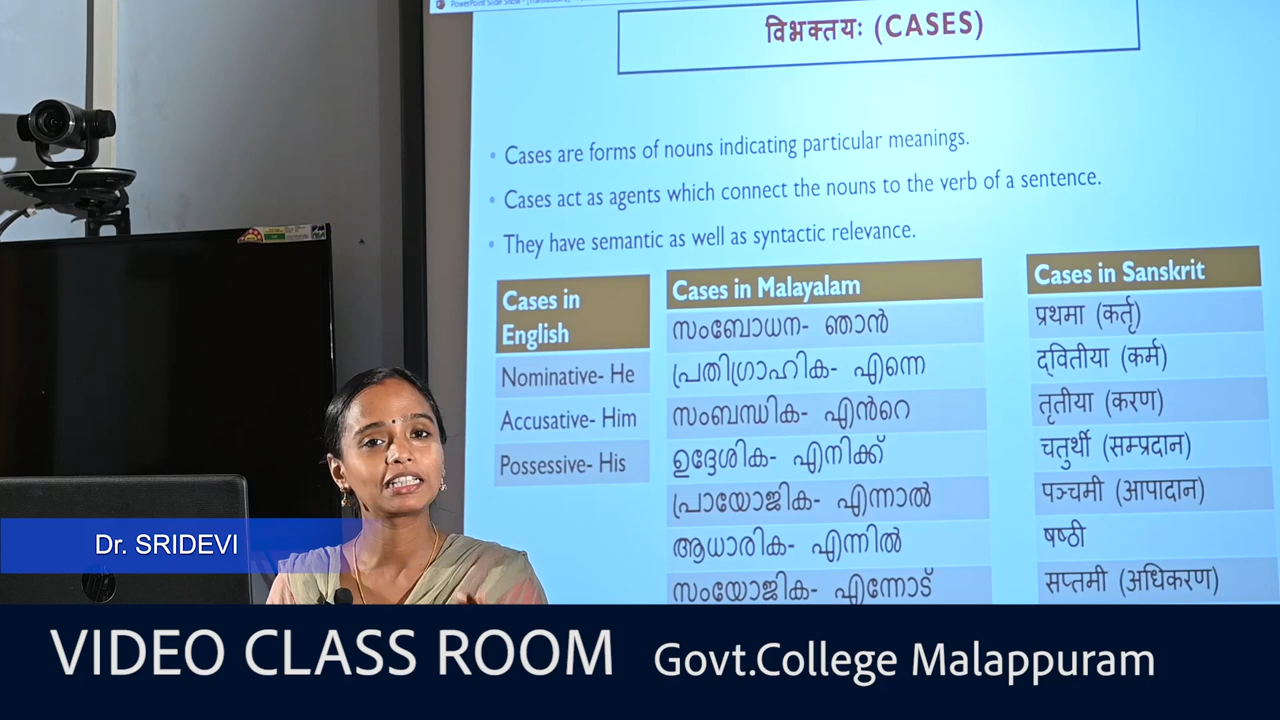 PowerPoint Slide Show
विभक्तयः (CASES)
• Cases are forms of nouns indicating particular meanings.
• Cases act as agents which connect the nouns to the verb of a sentence.
• They have semantic as well as syntactic relevance.
Cases in
English
Nominative- He
Accusative- Him
Possessive- His
Cases in Malayalam
സംബോധന- ഞാൻ
പ്രതിഗ്രാഹിക- എന്നെ
സംബന്ധിക- എൻറെ
ഉദ്ദേശിക- എനിക്ക്
പ്രായോജിക- എന്നാൽ
ആധാരിക- എന്നിൽ
സംയോജിക- എന്നോട്
Cases in Sanskrit
प्रथमा (कर्तृ)
द्वितीया (कर्म)
तृतीया (करण)
चतुर्थी (सम्प्रदान)
पञ्चमी (आपादान)
षष्ठी
सप्तमी (अधिकरण)
Dr. SRIDEVI
VIDEO CLASS ROOM Govt.College Malappuram